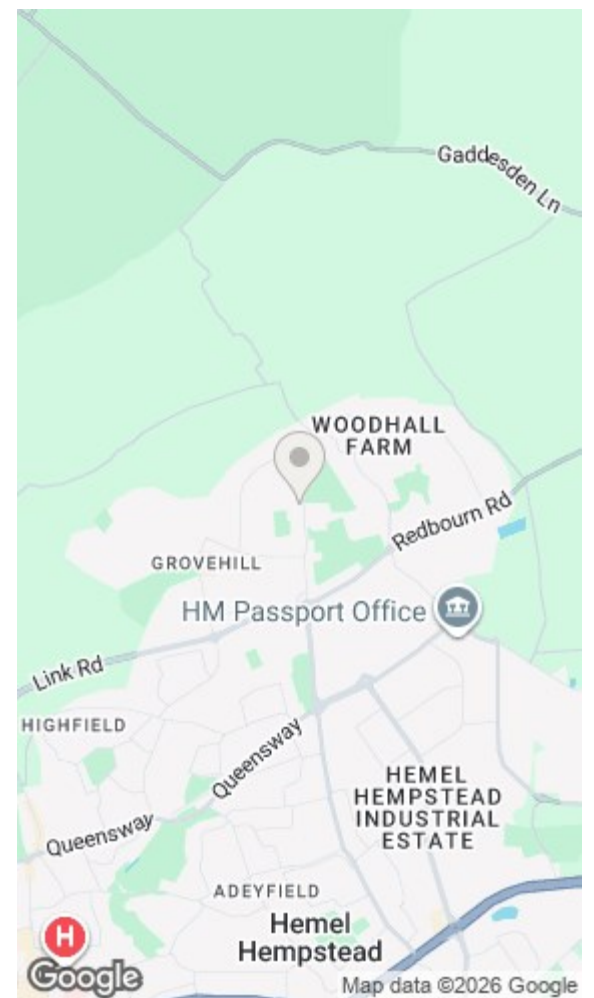 Gaddesden Ln
WOODHALL
FARM
Redbourn Rd
GROVEHILL
HM Passport Office
Link Rd
HIGHFIELD
Queensway
HEMEL
HEMPSTEAD
INDUSTRIAL
ESTATE
Queensway
ADEYFIELD
Hemel
Hempstead
H
Google
Map data ©2026 Google